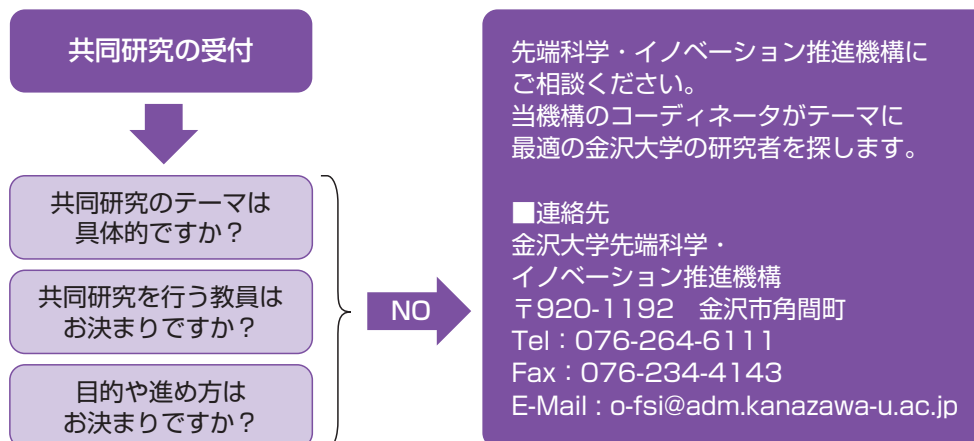 共同研究の受付
共同研究のテーマは
具体的ですか？
共同研究を行う教員は
お決まりですか？
目的や進め方は
お決まりですか？
NO
先端科学・イノベーション推進機構に
ご相談ください。
当機構のコーディネータがテーマに
最適の金沢大学の研究者を探します。
■連絡先
金沢大学先端科学・
イノベーション推進機構
〒920-1192　金沢市角間町
Tel：076-264-6111
Fax：076-234-4143
E-Mail : o-fsi@adm.kanazawa-u.ac.jp